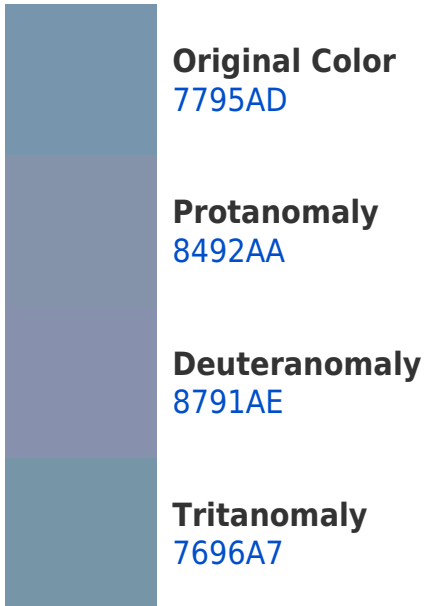 Original Color
7795AD
Protanomaly
8492AA
Deuteranomaly
8791AE
Tritanomaly
7696A7